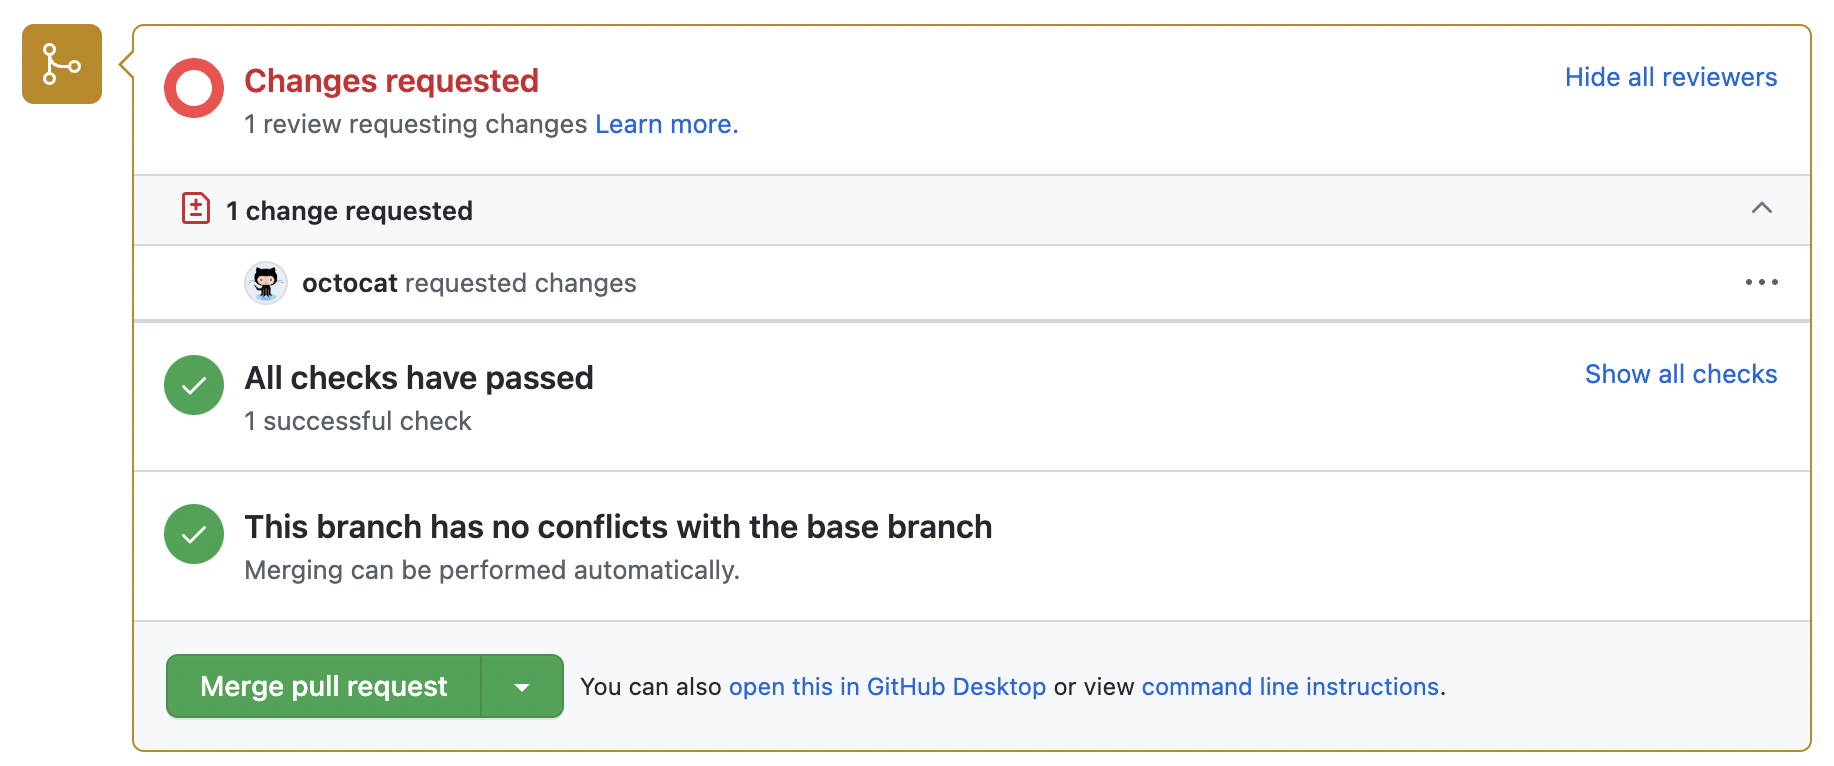 Changes requested
Hide all reviewers
1 review requesting changes Learn more.
1 change requested
octocat requested changes
All checks have passed
Show all checks
1 successful check
This branch has no conflicts with the base branch
Merging can be performed automatically.
Merge pull request
You can also open this in GitHub Desktop or view command line instructions.